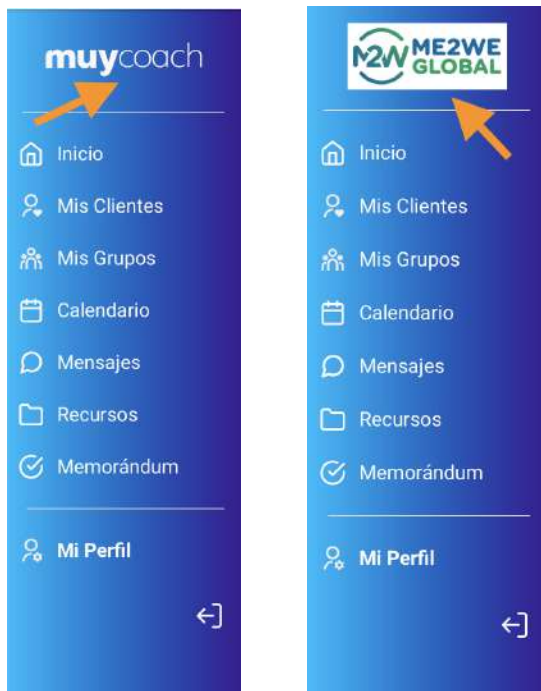 muycoach
Inicio
Mis Clientes
Mis Grupos
Calendario
Mensajes
Recursos
Memorándum
Mi Perfil
M2W ME2WE
GLOBAL
Inicio
Mis Clientes
Mis Grupos
Calendario
Mensajes
Recursos
Memorándum
Mi Perfil